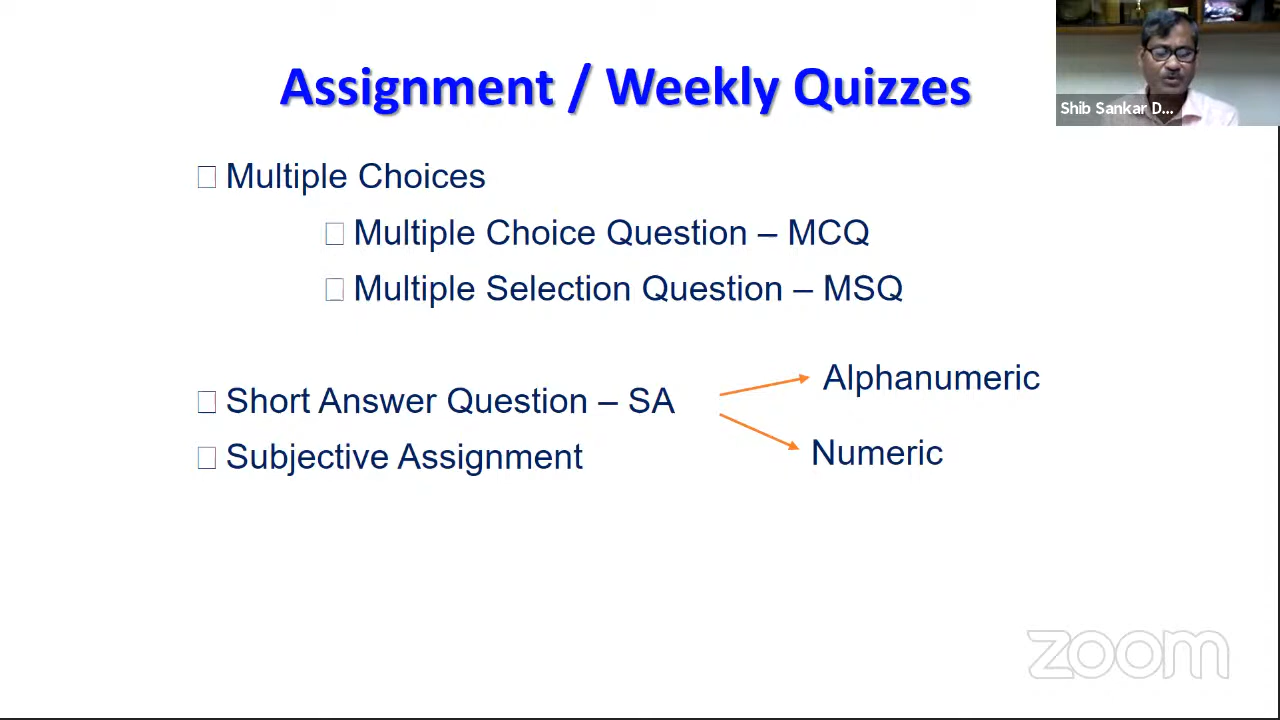 Assignment / Weekly Quizzes
Shib Sankar D...
Multiple Choices
Multiple Choice Question – MCQ
Multiple Selection Question – MSQ
Alphanumeric
Short Answer Question – SA
Numeric
Subjective Assignment
zoom